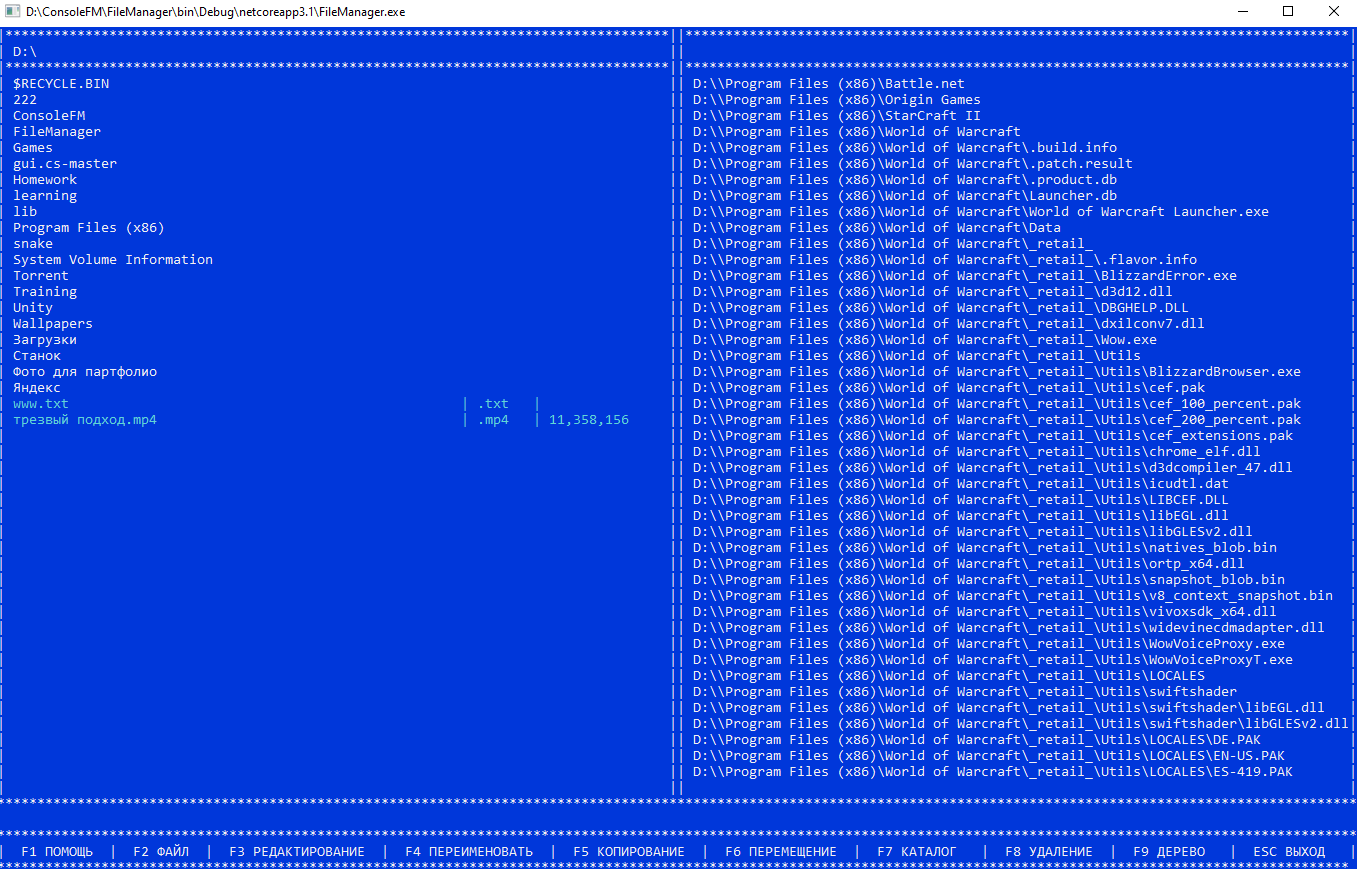 D:\ConsoleFM\FileManager\bin\Debug\netcoreapp3.1\FileManager.exe
D:\
$RECYCLE.BIN
222
ConsoleFM
FileManager
Games
gui.cs-master
Homework
learning
lib
Program Files (x86)
snake
System Volume Information
Torrent
Training
Unity
Wallpapers
Загрузки
Станок
Фото для партфолио
Яндекс
www.txt | .txt |
трезвый подход.mp4 | .mp4 | 11,358,156
D:\\Program Files (x86)\Battle.net
D:\\Program Files (x86)\Origin Games
D:\\Program Files (x86)\StarCraft II
D:\\Program Files (x86)\World of Warcraft
D:\\Program Files (x86)\World of Warcraft\.build.info
D:\\Program Files (x86)\World of Warcraft\.patch.result
D:\\Program Files (x86)\World of Warcraft\.product.db
D:\\Program Files (x86)\World of Warcraft\Launcher.db
D:\\Program Files (x86)\World of Warcraft\World of Warcraft Launcher.exe
D:\\Program Files (x86)\World of Warcraft\Data
D:\\Program Files (x86)\World of Warcraft\_retail_
D:\\Program Files (x86)\World of Warcraft\_retail_\.flavor.info
D:\\Program Files (x86)\World of Warcraft\_retail_\BlizzardError.exe
D:\\Program Files (x86)\World of Warcraft\_retail_\d3d12.dll
D:\\Program Files (x86)\World of Warcraft\_retail_\DBGHELP.DLL
D:\\Program Files (x86)\World of Warcraft\_retail_\dxilconv7.dll
D:\\Program Files (x86)\World of Warcraft\_retail_\Wow.exe
D:\\Program Files (x86)\World of Warcraft\_retail_\Utils
D:\\Program Files (x86)\World of Warcraft\_retail_\Utils\BlizzardBrowser.exe
D:\\Program Files (x86)\World of Warcraft\_retail_\Utils\cef.pak
D:\\Program Files (x86)\World of Warcraft\_retail_\Utils\cef_100_percent.pak
D:\\Program Files (x86)\World of Warcraft\_retail_\Utils\cef_200_percent.pak
D:\\Program Files (x86)\World of Warcraft\_retail_\Utils\cef_extensions.pak
D:\\Program Files (x86)\World of Warcraft\_retail_\Utils\chrome_elf.dll
D:\\Program Files (x86)\World of Warcraft\_retail_\Utils\d3dcompiler_47.dll
D:\\Program Files (x86)\World of Warcraft\_retail_\Utils\icudtl.dat
D:\\Program Files (x86)\World of Warcraft\_retail_\Utils\LIBCEF.DLL
D:\\Program Files (x86)\World of Warcraft\_retail_\Utils\libEGL.dll
D:\\Program Files (x86)\World of Warcraft\_retail_\Utils\libGLESv2.dll
D:\\Program Files (x86)\World of Warcraft\_retail_\Utils\natives_blob.bin
D:\\Program Files (x86)\World of Warcraft\_retail_\Utils\ortp_x64.dll
D:\\Program Files (x86)\World of Warcraft\_retail_\Utils\snapshot_blob.bin
D:\\Program Files (x86)\World of Warcraft\_retail_\Utils\v8_context_snapshot.bin
D:\\Program Files (x86)\World of Warcraft\_retail_\Utils\vivoxsdk_x64.dll
D:\\Program Files (x86)\World of Warcraft\_retail_\Utils\widevinecdmadapter.dll
D:\\Program Files (x86)\World of Warcraft\_retail_\Utils\WowVoiceProxy.exe
D:\\Program Files (x86)\World of Warcraft\_retail_\Utils\WowVoiceProxyT.exe
D:\\Program Files (x86)\World of Warcraft\_retail_\Utils\LOCALES
D:\\Program Files (x86)\World of Warcraft\_retail_\Utils\swiftshader
D:\\Program Files (x86)\World of Warcraft\_retail_\Utils\swiftshader\libEGL.dll
D:\\Program Files (x86)\World of Warcraft\_retail_\Utils\swiftshader\libGLESv2.dll
D:\\Program Files (x86)\World of Warcraft\_retail_\Utils\LOCALES\DE.PAK
D:\\Program Files (x86)\World of Warcraft\_retail_\Utils\LOCALES\EN-US.PAK
D:\\Program Files (x86)\World of Warcraft\_retail_\Utils\LOCALES\ES-419.PAK
| F1 ПОМОЩЬ | F2 ФАЙЛ | F3 РЕДАКТИРОВАНИЕ | F4 ПЕРЕИМЕНОВАТЬ | F5 КОПИРОВАНИЕ | F6 ПЕРЕМЕЩЕНИЕ | F7 КАТАЛОГ | F8 УДАЛЕНИЕ | F9 ДЕРЕВО | ESC ВЫХОД |